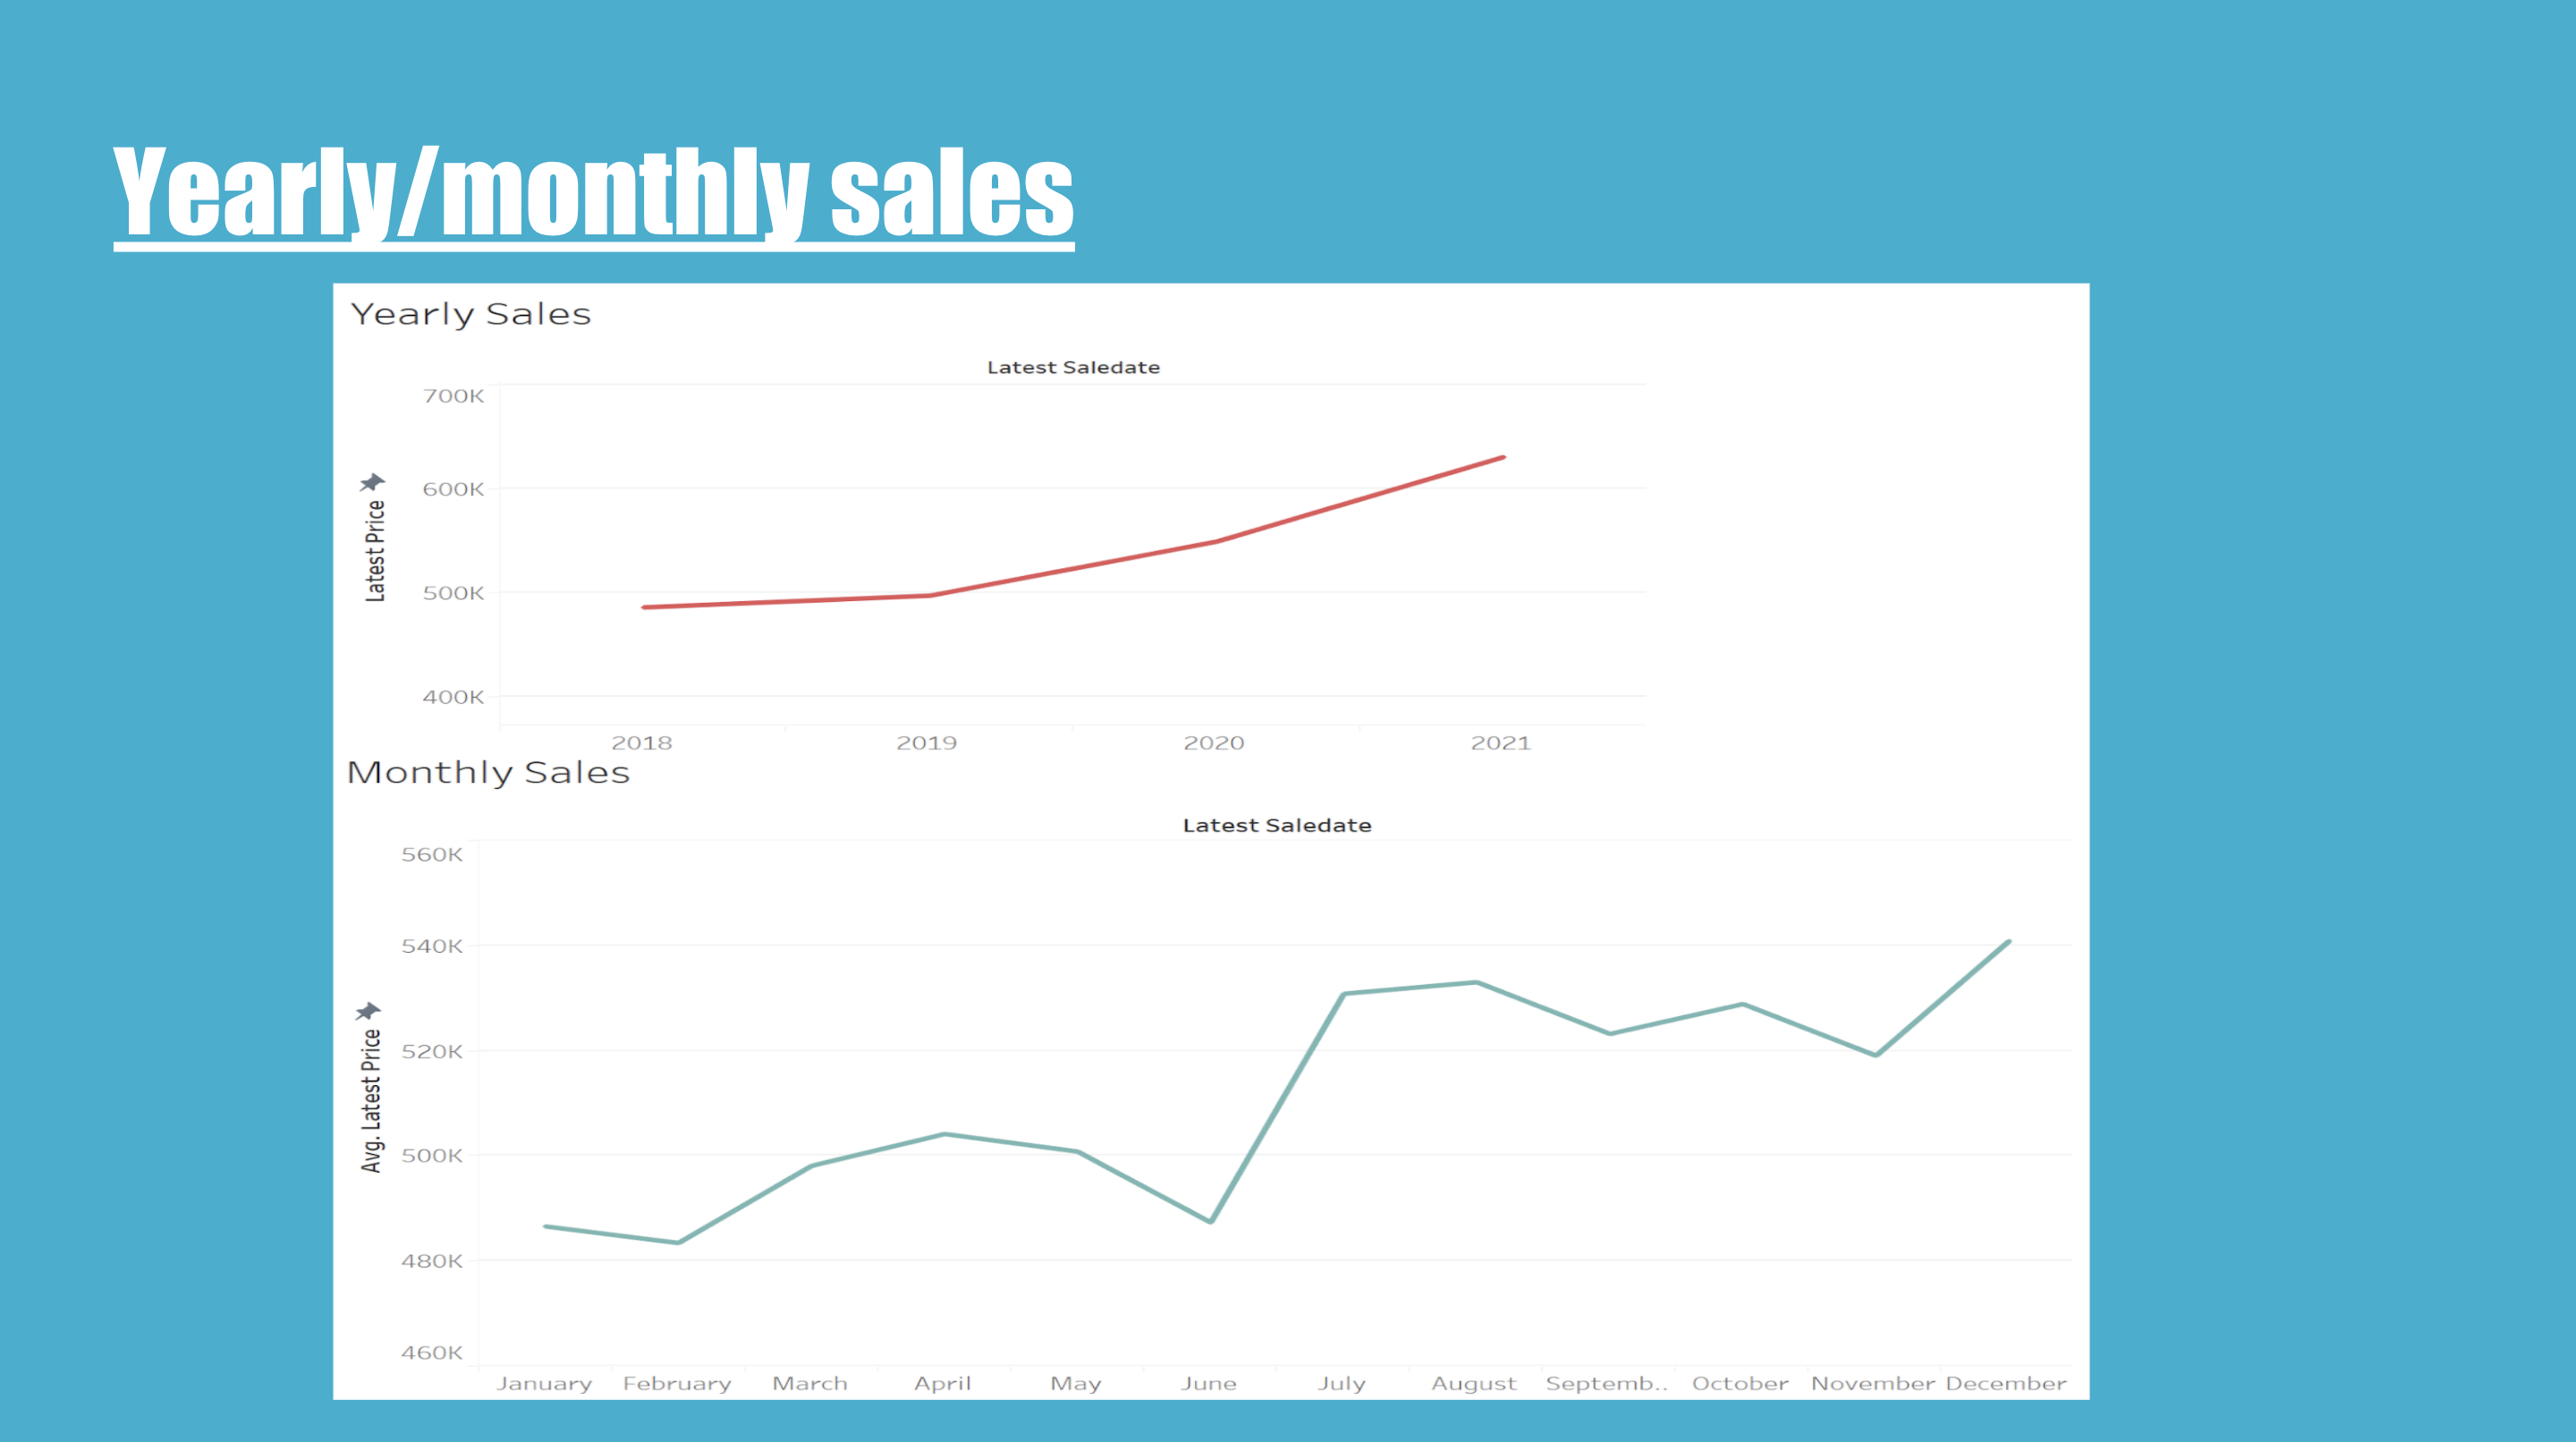 Yearly/monthly sales
Yearly Sales
Latest Saledate
700K
600K
500K
400K
Latest Price
2018 2019 2020 2021
Monthly Sales
Latest Saledate
560K
540K
520K
500K
480K
460K
Avg. Latest Price
January February March April May June July August Septemb.. October November December